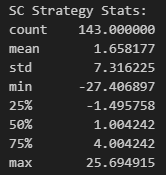 SC Strategy Stats:
count    143.000000
mean       1.658177
std        7.316225
min      -27.406897
25%       -1.495758
50%        1.004242
75%        4.004242
max       25.694915